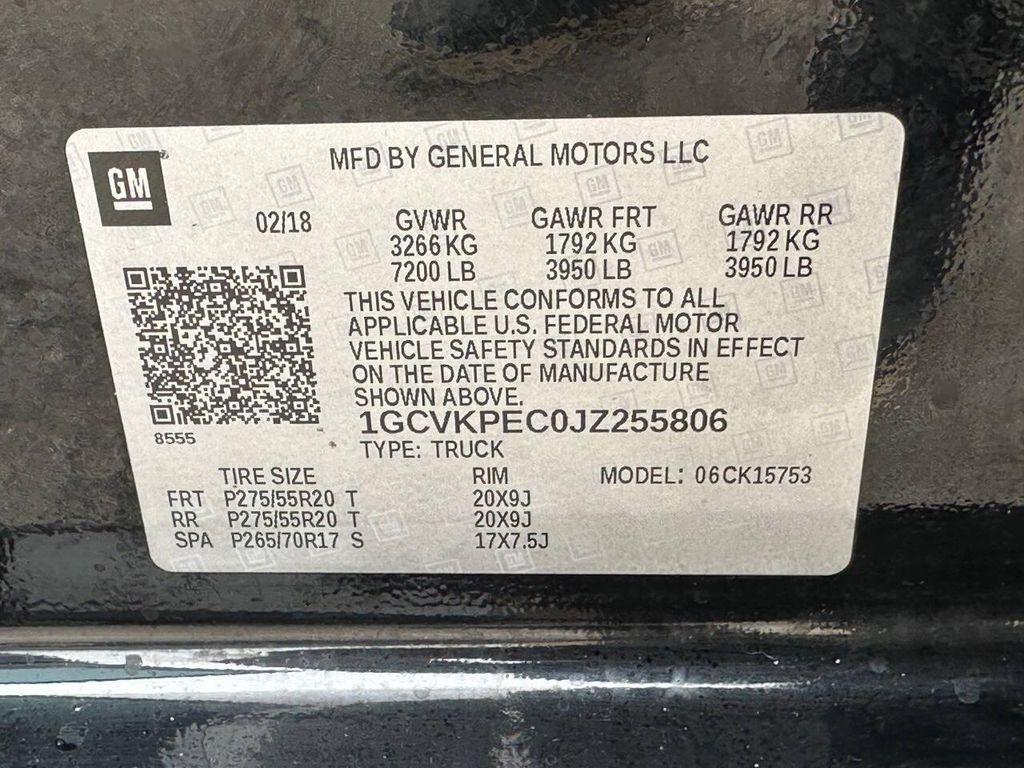 GM
MFD BY GENERAL MOTORS LLC
02/18 GVWR GAWR FRT GAWR RR
3266 KG 1792 KG 1792 KG
7200 LB 3950 LB 3950 LB
THIS VEHICLE CONFORMS TO ALL
APPLICABLE U.S. FEDERAL MOTOR
VEHICLE SAFETY STANDARDS IN EFFECT
ON THE DATE OF MANUFACTURE
SHOWN ABOVE.
8555
1GCVKPEC0JZ255806
TYPE: TRUCK
TIRE SIZE RIM MODEL: 06CK15753
FRT P275/55R20 T 20X9J
RR P275/55R20 T 20X9J
SPA P265/70R17 S 17X7.5J